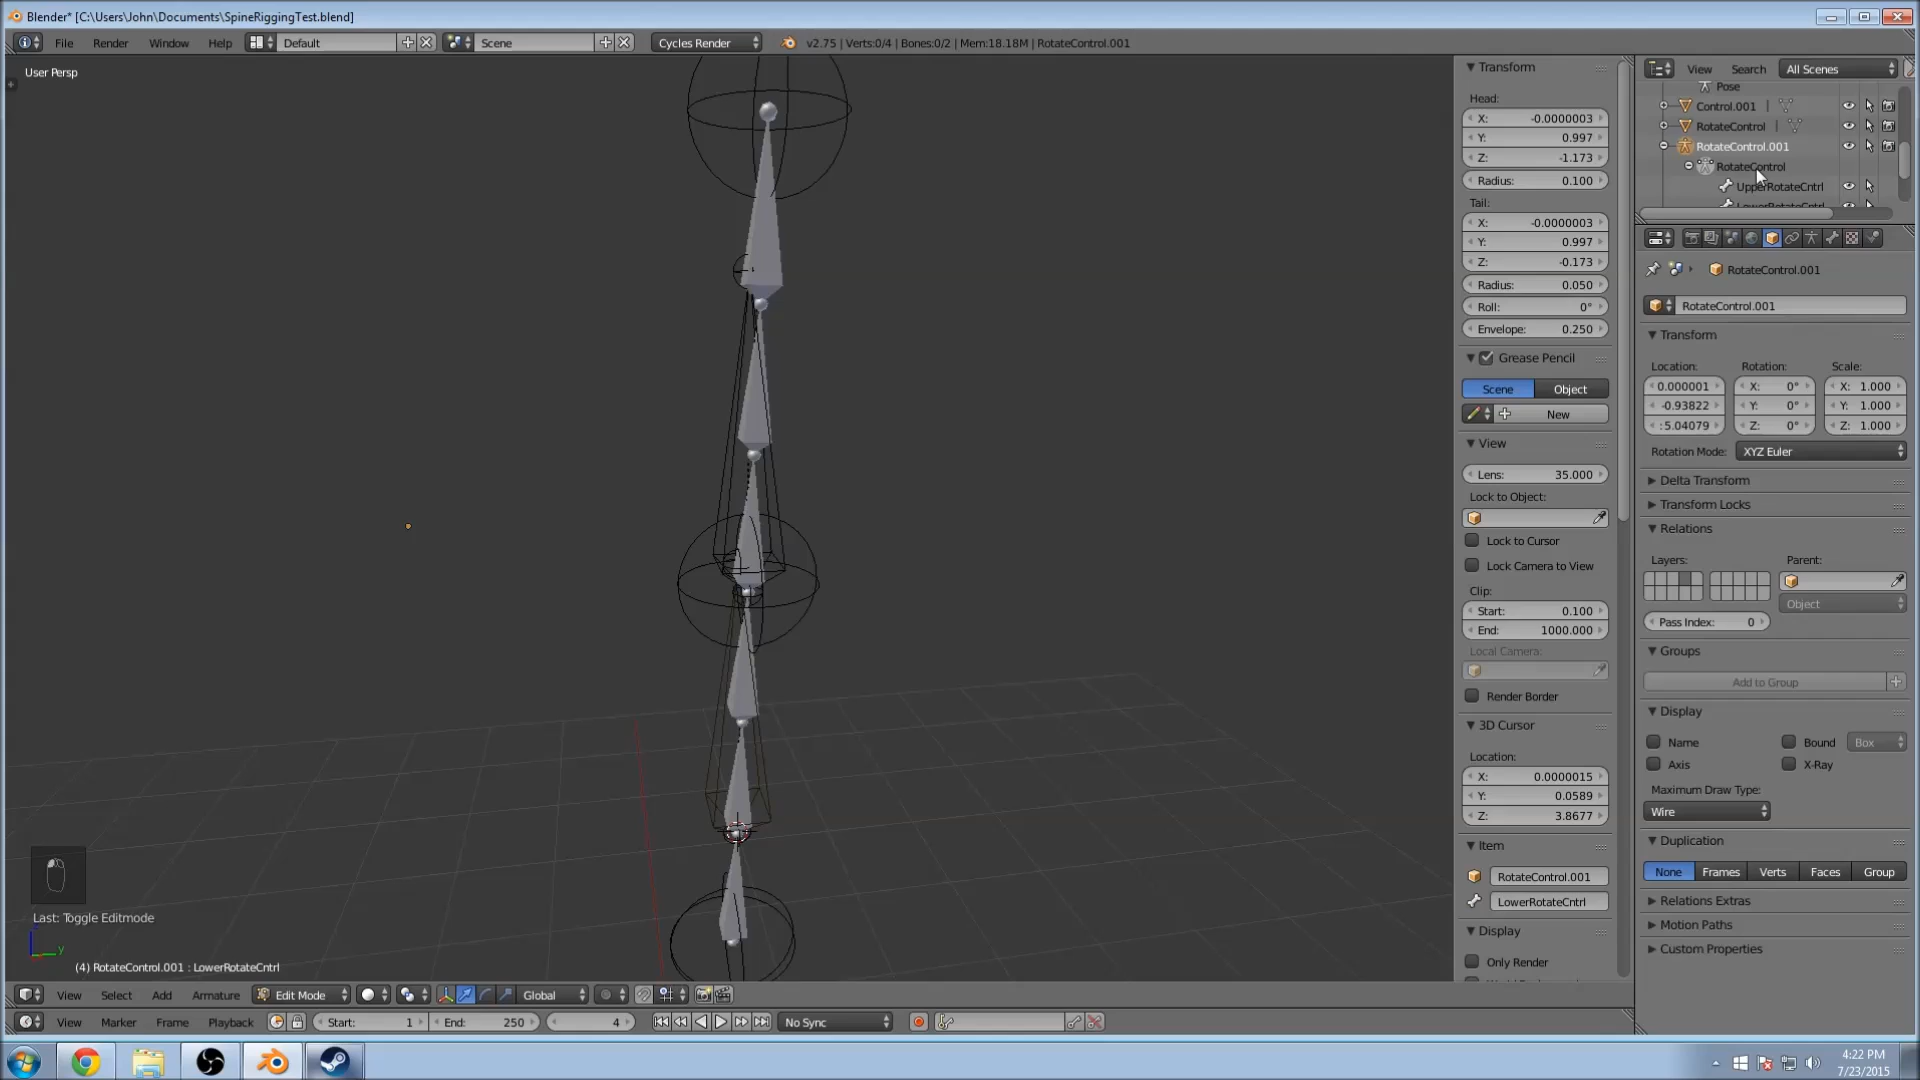 Blender* [C:\Users\John\Documents\SpineRiggingTest.blend]
File Render Window Help Default Scene Cycles Render v2.75 | Verts:0/4 | Bones:0/2 | Mem:18.18M | RotateControl.001
User Persp
Last: Toggle Editmode
y
(4) RotateControl.001 : LowerRotateCntrl
View Select Add Armature Edit Mode Global
View Marker Frame Playback Start: 1 End: 250 4 No Sync
Transform
Head:
X: -0.0000003
Y: 0.997
Z: -1.173
Radius: 0.100
Tail:
X: -0.0000003
Y: 0.997
Z: -0.173
Radius: 0.050
Roll: 0°
Envelope: 0.250
Grease Pencil
Scene Object
New
View
Lens: 35.000
Lock to Object:
Lock to Cursor
Lock Camera to View
Clip:
Start: 0.100
End: 1000.000
Local Camera:
Render Border
3D Cursor
Location:
X: 0.0000015
Y: 0.0589
Z: 3.8677
Item
RotateControl.001
LowerRotateCntrl
Display
Only Render
View Search All Scenes
Pose
Control.001
RotateControl
RotateControl.001
RotateControl
UpperRotateCntrl
LowerRotateCntrl
RotateControl.001
RotateControl.001
Transform
Location: Rotation: Scale:
0.000001 X: 0° X: 1.000
-0.93822 Y: 0° Y: 1.000
:5.04079 Z: 0° Z: 1.000
Rotation Mode: XYZ Euler
Delta Transform
Transform Locks
Relations
Layers: Parent:
Object
Pass Index: 0
Groups
Add to Group
Display
Name Bound Box
Axis X-Ray
Maximum Draw Type:
Wire
Duplication
None Frames Verts Faces Group
Relations Extras
Motion Paths
Custom Properties
4:22 PM
7/23/2015